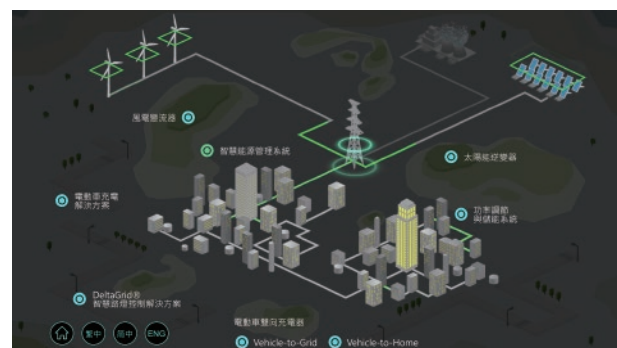 風電變流器
智慧能源管理系統
太陽能逆變器
電動車充電
解決方案
功率調節
與儲能系統
DeltaGrid®
智慧路燈控制解決方案
電動車雙向充電器
Vehicle-to-Grid
Vehicle-to-Home
繁中
简中
ENG